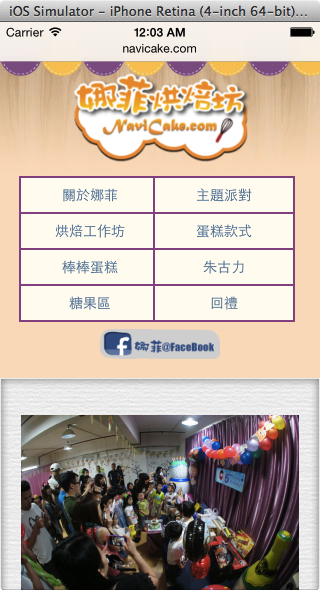 iOS Simulator - iPhone Retina (4-inch 64-bit)...
Carrier 12:03 AM
navicake.com
娜菲烘焙坊
NaviCake.com
關於娜菲 主題派對
烘焙工作坊 蛋糕款式
棒棒蛋糕 朱古力
糖果區 回禮
娜菲@FaceBook